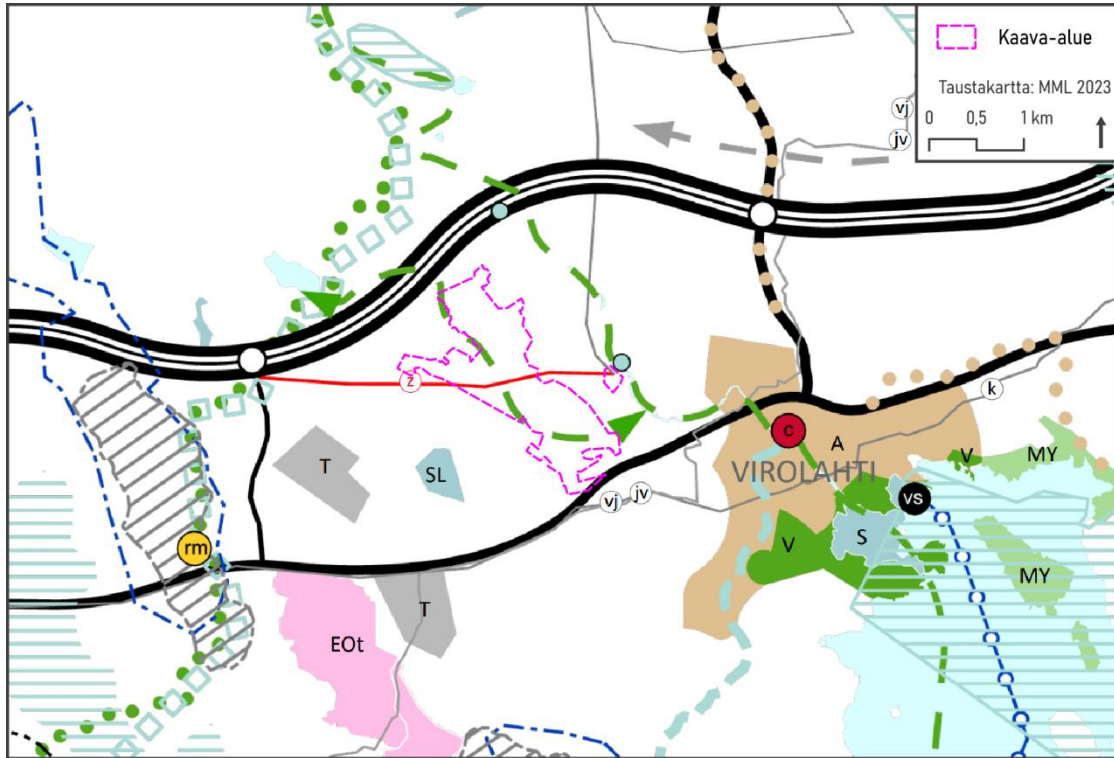 Kaava-alue
Taustakartta: MML 2023
0 0,5 1 km
vj
jv
z
k
c
A
VIROLAHTI
V
MY
T
SL
vj
jv
vs
S
V
MY
rm
T
EOt